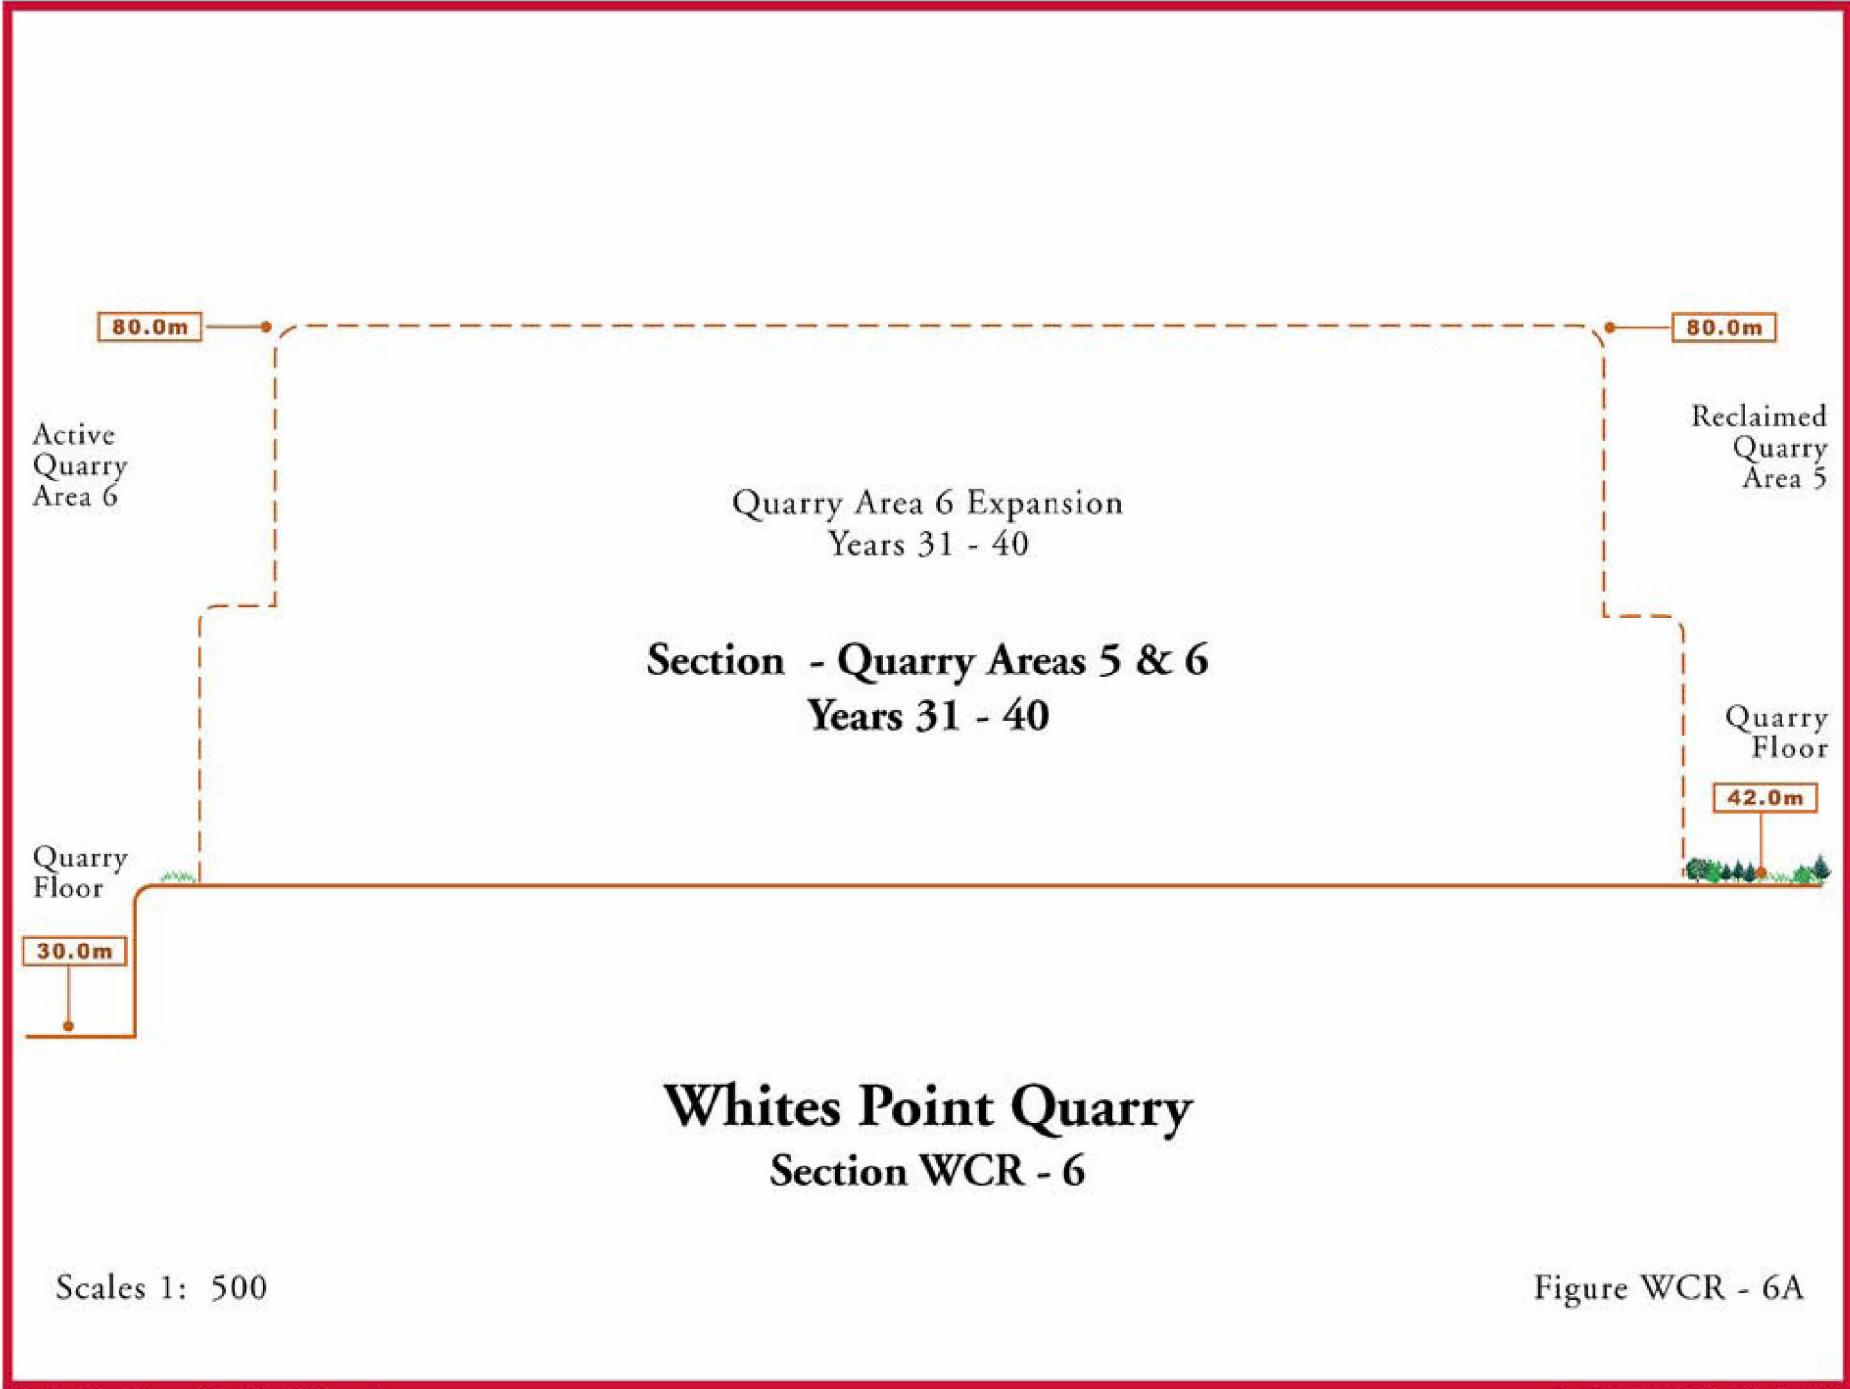 80.0m
80.0m
Active
Quarry
Area 6
Reclaimed
Quarry
Area 5
Quarry Area 6 Expansion
Years 31 - 40
Section - Quarry Areas 5 & 6
Years 31 - 40
Quarry
Floor
42.0m
Quarry
Floor
30.0m
Whites Point Quarry
Section WCR - 6
Scales 1: 500
Figure WCR - 6A